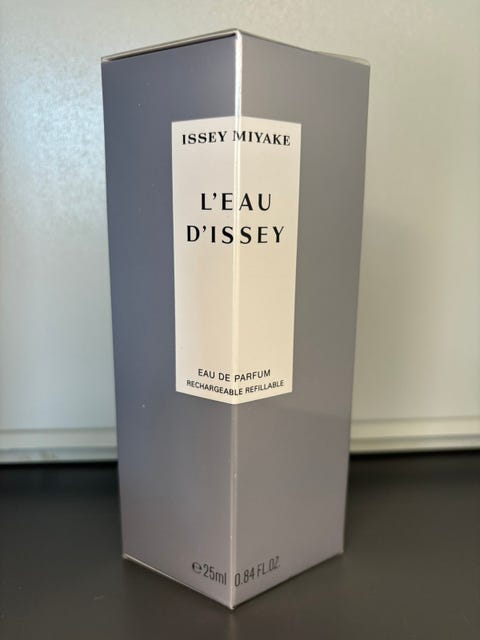 ISSEY MIYAKE
L'EAU
D'ISSEY
EAU DE PARFUM
RECHARGEABLE REFILLABLE
℮25ml 0.84 FL.OZ